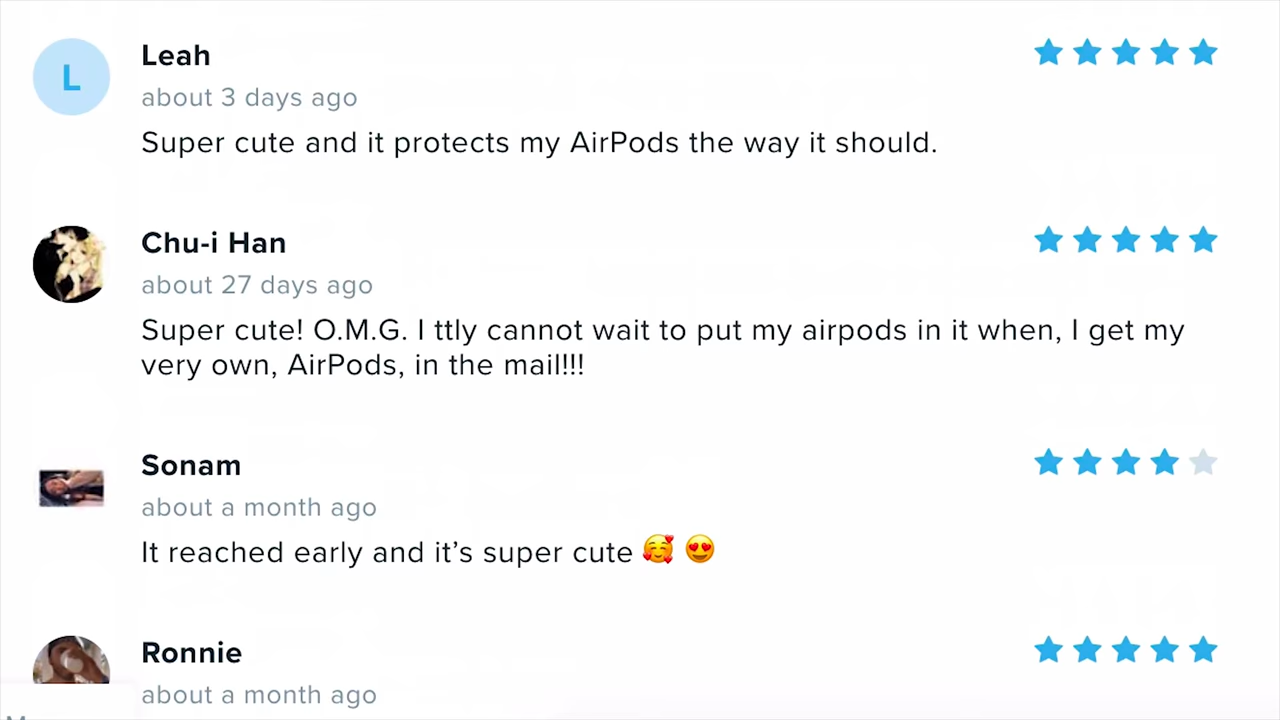 L
Leah
about 3 days ago
Super cute and it protects my AirPods the way it should.
Chu-i Han
about 27 days ago
Super cute! O.M.G. I ttly cannot wait to put my airpods in it when, I get my
very own, AirPods, in the mail!!!
Sonam
about a month ago
It reached early and it’s super cute 🥰 😍
Ronnie
about a month ago